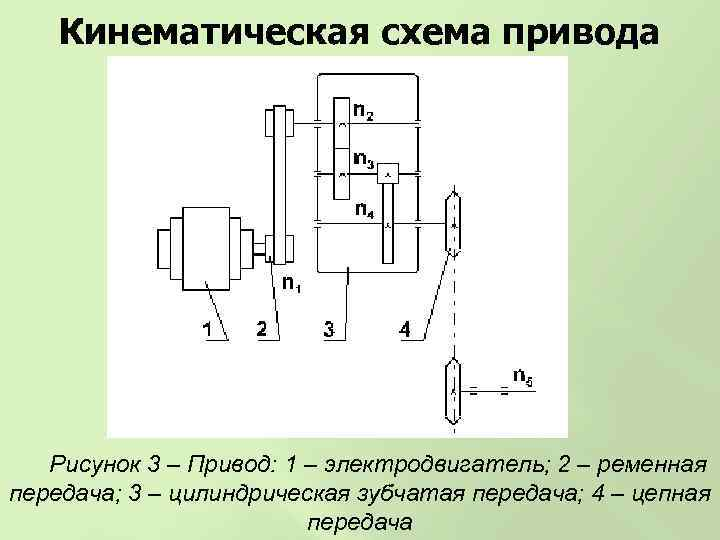 Кинематическая схема привода
n2
n3
n4
n1
1 2 3 4
n5
Рисунок 3 – Привод: 1 – электродвигатель; 2 – ременная
передача; 3 – цилиндрическая зубчатая передача; 4 – цепная
передача